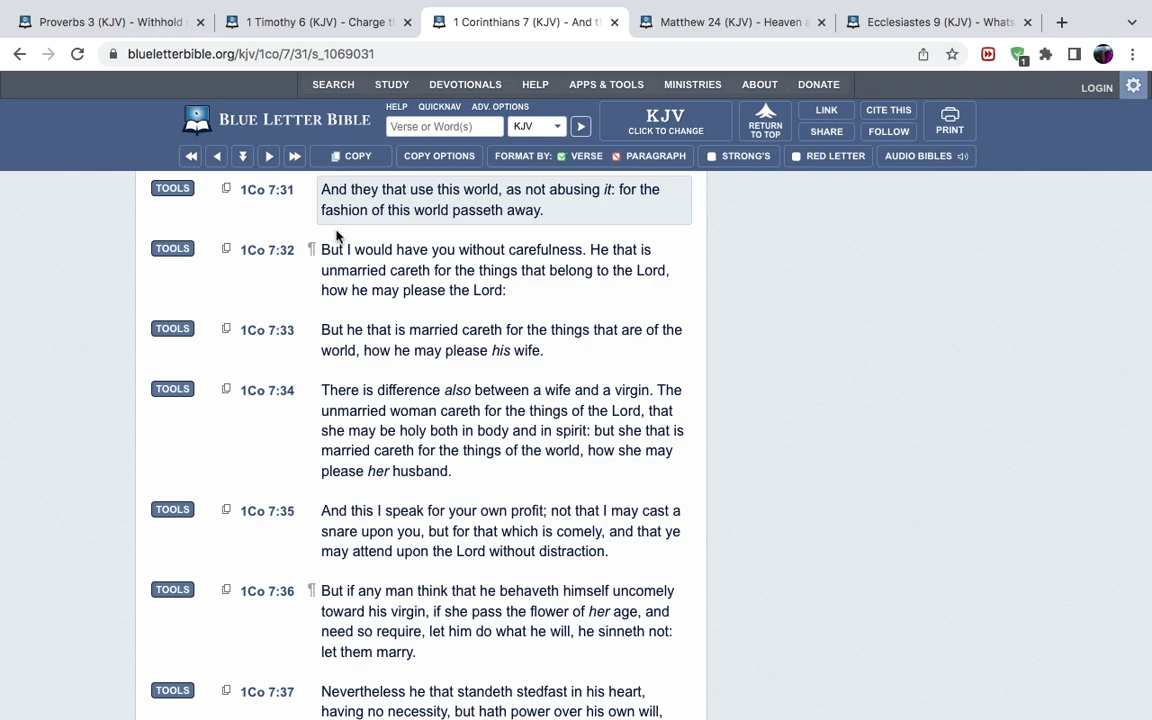 Proverbs 3 (KJV) - Withhold
1 Timothy 6 (KJV) - Charge t
1 Corinthians 7 (KJV) - And t
Matthew 24 (KJV) - Heaven a
Ecclesiastes 9 (KJV) - Whats
blueletterbible.org/kjv/1co/7/31/s_1069031
1
SEARCH STUDY DEVOTIONALS HELP APPS & TOOLS MINISTRIES ABOUT DONATE
LOGIN
BLUE LETTER BIBLE
HELP QUICKNAV ADV. OPTIONS
Verse or Word(s)
KJV
KJV
CLICK TO CHANGE
RETURN
TO TOP
LINK
CITE THIS
SHARE
FOLLOW
PRINT
COPY
COPY OPTIONS
FORMAT BY: VERSE PARAGRAPH
STRONG'S
RED LETTER
AUDIO BIBLES
TOOLS 1Co 7:31 And they that use this world, as not abusing it: for the
fashion of this world passeth away.
TOOLS 1Co 7:32 ¶ But I would have you without carefulness. He that is
unmarried careth for the things that belong to the Lord,
how he may please the Lord:
TOOLS 1Co 7:33 But he that is married careth for the things that are of the
world, how he may please his wife.
TOOLS 1Co 7:34 There is difference also between a wife and a virgin. The
unmarried woman careth for the things of the Lord, that
she may be holy both in body and in spirit: but she that is
married careth for the things of the world, how she may
please her husband.
TOOLS 1Co 7:35 And this I speak for your own profit; not that I may cast a
snare upon you, but for that which is comely, and that ye
may attend upon the Lord without distraction.
TOOLS 1Co 7:36 ¶ But if any man think that he behaveth himself uncomely
toward his virgin, if she pass the flower of her age, and
need so require, let him do what he will, he sinneth not:
let them marry.
TOOLS 1Co 7:37 Nevertheless he that standeth stedfast in his heart,
having no necessity, but hath power over his own will,